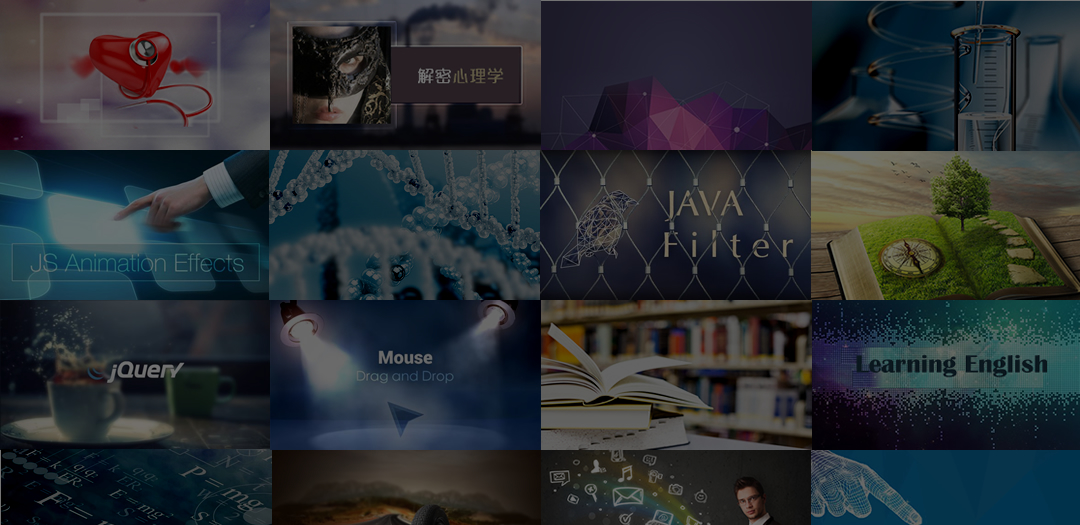 解密心理学
JS Animation Effects
JAVA
Filter
jQuery
Mouse
Drag and Drop
Learning English
P = mg